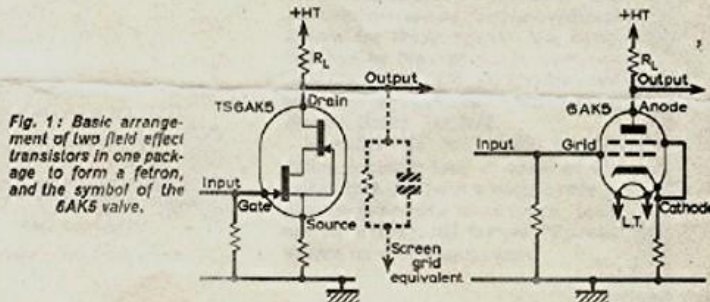 Fig. 1: Basic arrange-
ment of two field effect
transistors in one pack-
age to form a fetron,
and the symbol of the
6AK5 valve.
+HT
RL
Output
TS6AK5
Drain
Input
Gate
Source
Screen
grid
equivalent
+HT
RL
Output
6AK5
Anode
Input
Grid
Cathode
L.T.